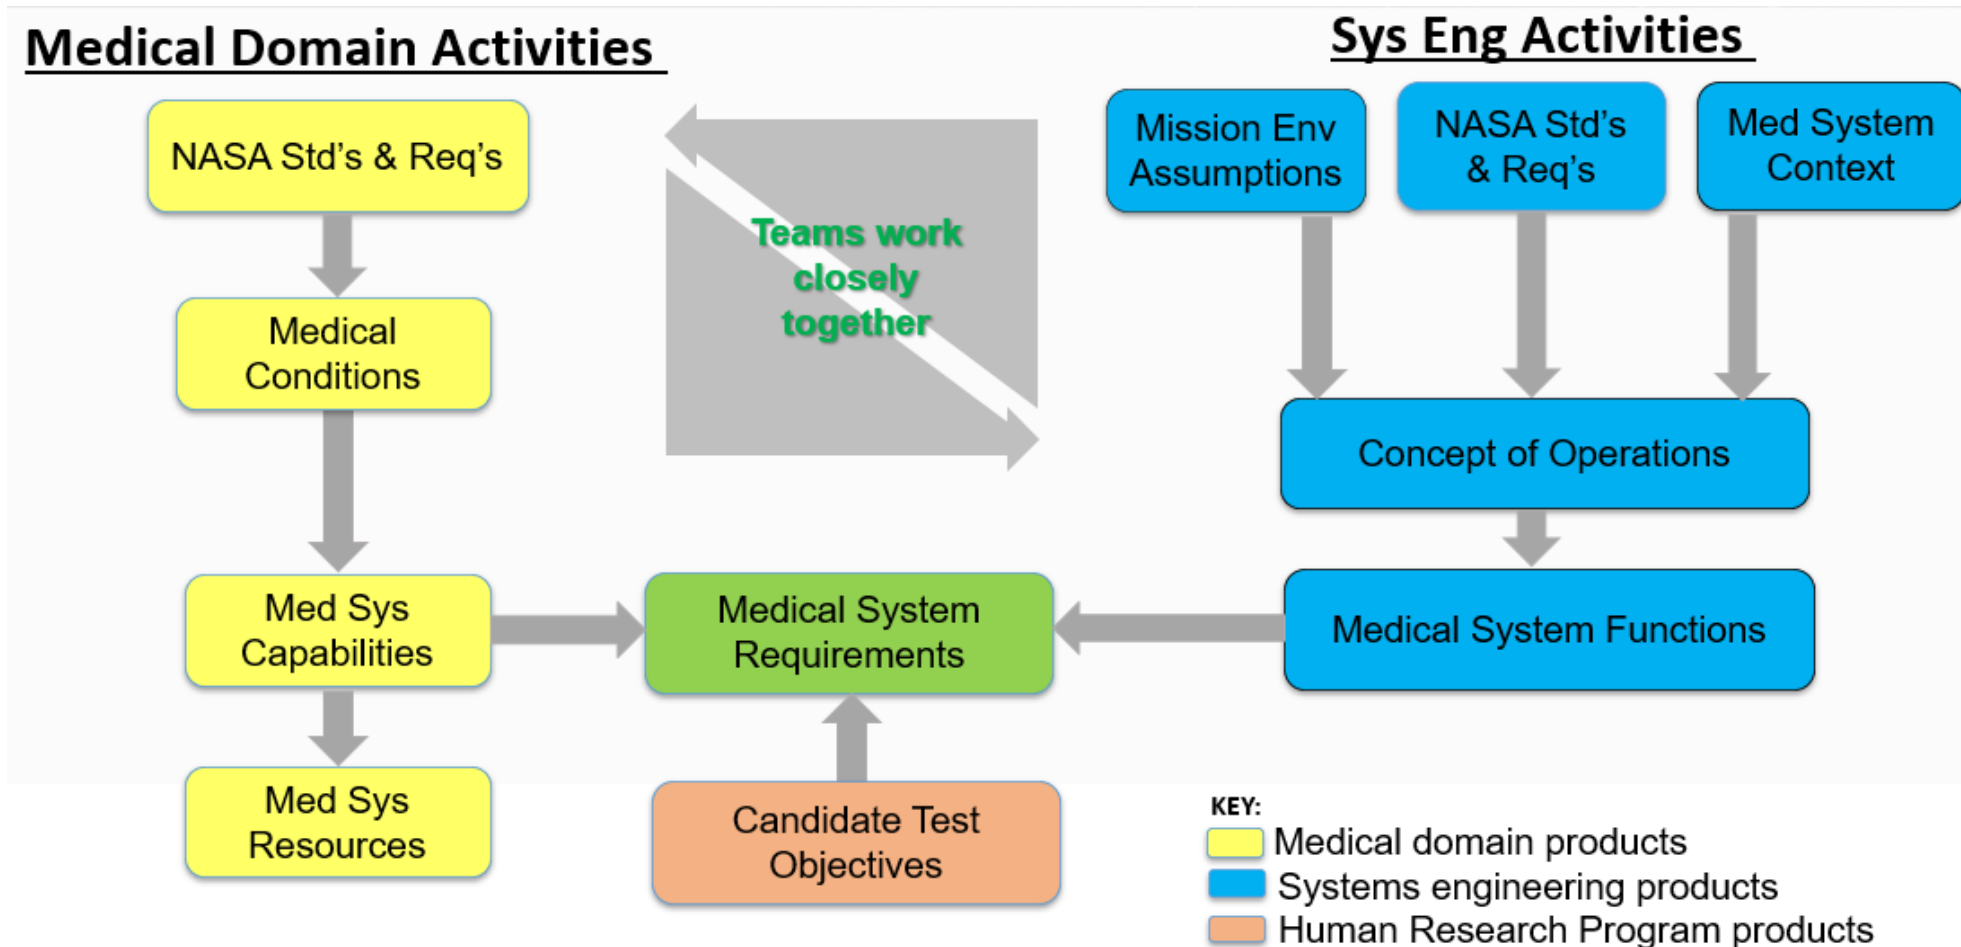 Medical Domain Activities
Sys Eng Activities
NASA Std's & Req's
Mission Env
Assumptions
NASA Std's
& Req's
Med System
Context
Teams work
closely
together
Medical
Conditions
Concept of Operations
Med Sys
Capabilities
Medical System
Requirements
Medical System Functions
Med Sys
Resources
Candidate Test
Objectives
KEY:
Medical domain products
Systems engineering products
Human Research Program products